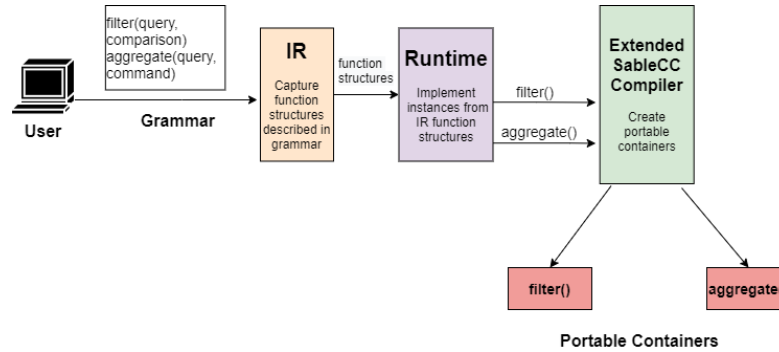 filter(query,
comparison)
aggregate(query,
command)
User
Grammar
IR
Capture
function
structures
described in
grammar
function
structures
Runtime
Implement
instances from
IR function
structures
filter()
aggregate()
Extended
SableCC
Compiler
Create
portable
containers
filter()
aggregate
Portable Containers